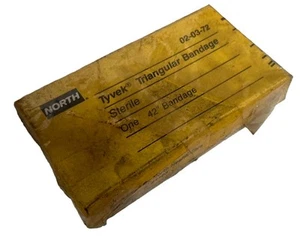 NORTH
02-03-72
Tyvek® Triangular Bandage
Sterile
One 42" Bandage